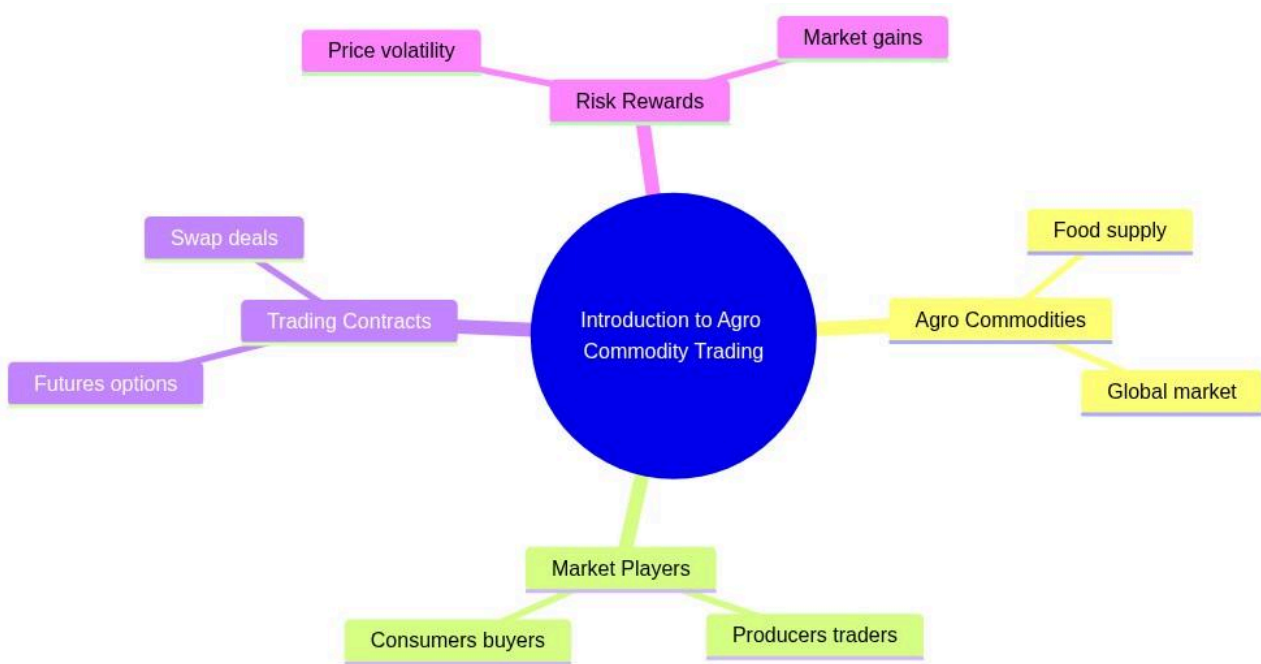 Market gains
Price volatility
Risk Rewards
Swap deals
Food supply
Trading Contracts
Introduction to Agro
Commodity Trading
Agro Commodities
Futures options
Global market
Market Players
Consumers buyers
Producers traders